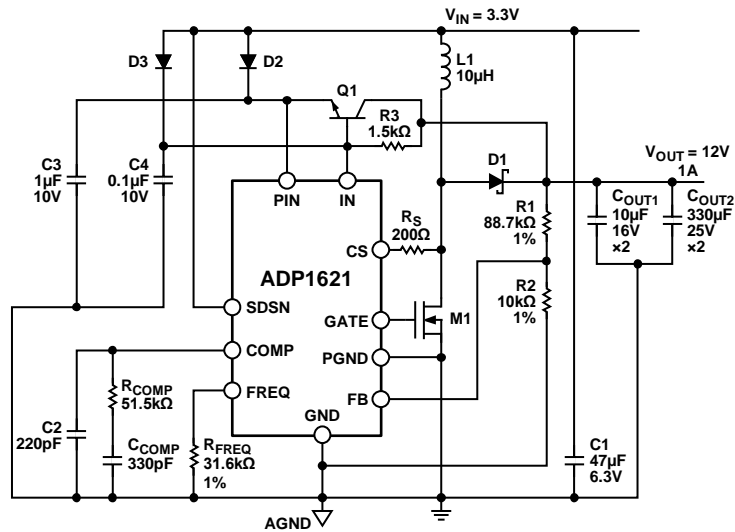 VIN = 3.3V
D3
D2
L1
10µH
Q1
R3
1.5kΩ
C3
1µF
10V
C4
0.1µF
10V
PIN
IN
D1
VOUT = 12V
1A
RS
200Ω
R1
88.7kΩ
1%
COUT1
10µF
16V
×2
COUT2
330µF
25V
×2
CS
ADP1621
R2
10kΩ
1%
SDSN
GATE
M1
COMP
PGND
FREQ
FB
RCOMP
51.5kΩ
GND
C2
220pF
CCOMP
330pF
RFREQ
31.6kΩ
1%
C1
47µF
6.3V
AGND